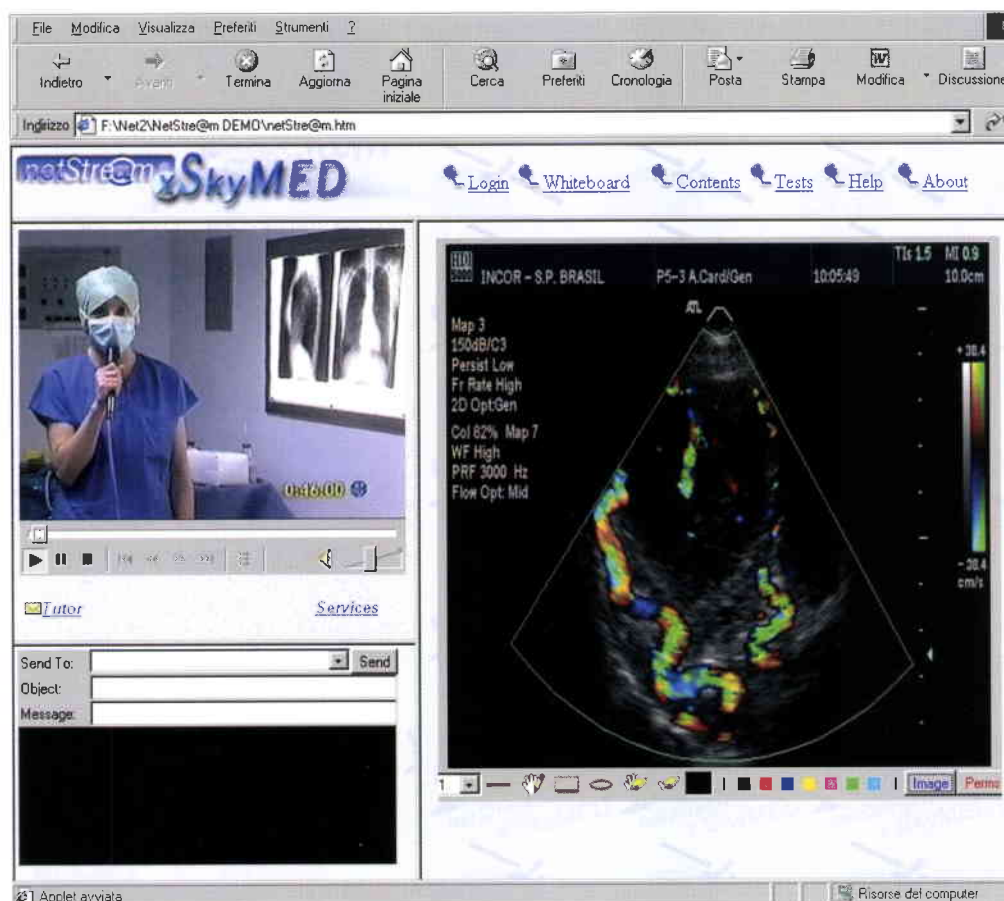 File Modifica Visualizza Preferiti Strumenti ?
Indietro Avanti Termina Aggiorna Pagina iniziale Cerca Preferiti Cronologia Posta Stampa Modifica Discussione
Indirizzo F:\Net2\NetStre@m DEMO\netStre@m.htm
netStre@m xSkyMED
Login Whiteboard Contents Tests Help About
0:46:00
Tutor Services
Send To: Send
Object:
Message:
HDI
INCOR - S.P. BRASIL P5-3 A.Card/Gen 10:05:49 TIs 1.5 MI 0.9
10.0cm
ATL
Map 3
150dB/C3
Persist Low
Fr Rate High
2D Opt:Gen
Col 82% Map 7
WF High
PRF 3000 Hz
Flow Opt: Mid
+38.4
- 38.4
cm/s
1 Image
Applet avviata Risorse del computer